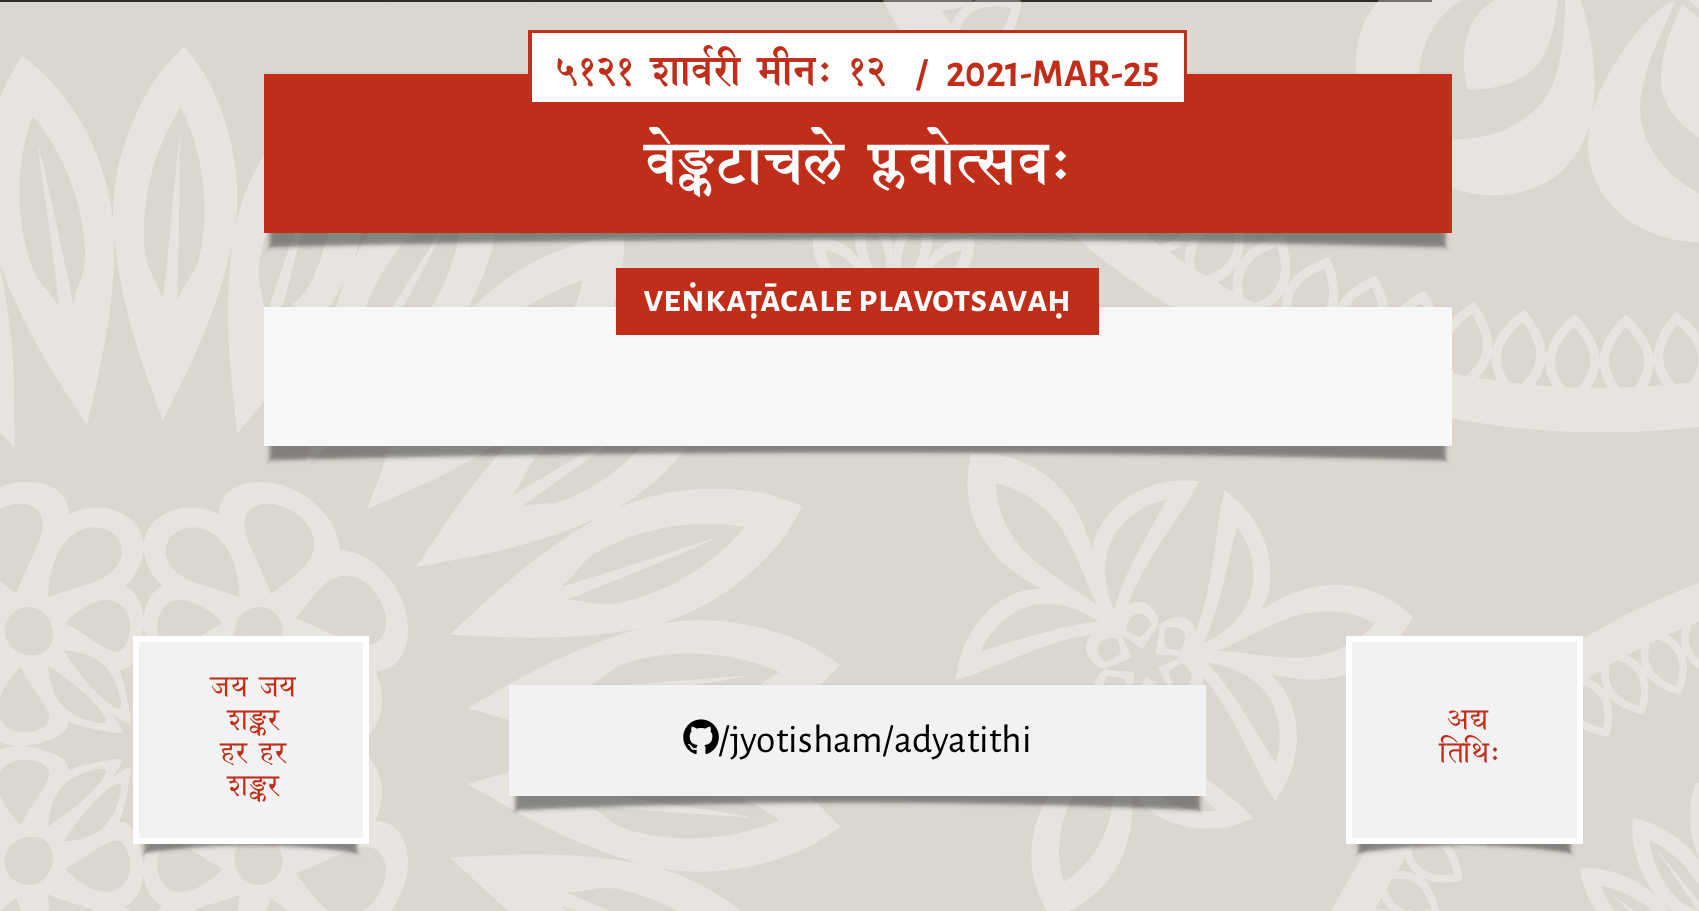 ५१२१ शार्वरी मीनः १२ / 2021-MAR-25
वेङ्कटाचले प्लवोत्सवः
VEṄKAṬĀCALE PLAVOTSAVAḤ
जय जय
शङ्कर
हर हर
शङ्कर
/jyotisham/adyatithi
अद्य
तिथिः